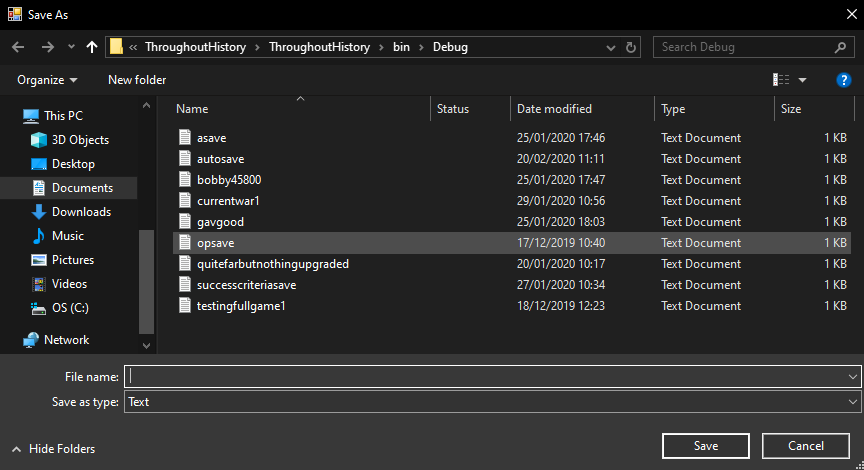 Save As
« ThroughoutHistory > ThroughoutHistory > bin > Debug
Search Debug
Organize
New folder
This PC
3D Objects
Desktop
Documents
Downloads
Music
Pictures
Videos
OS (C:)
Network
Name Status Date modified Type Size
asave 25/01/2020 17:46 Text Document 1 KB
autosave 20/02/2020 11:11 Text Document 1 KB
bobby45800 25/01/2020 17:47 Text Document 1 KB
currentwar1 29/01/2020 10:56 Text Document 1 KB
gavgood 25/01/2020 18:03 Text Document 1 KB
opsave 17/12/2019 10:40 Text Document 1 KB
quitefarbutnothingupgraded 20/01/2020 10:17 Text Document 1 KB
successcriteriasave 27/01/2020 10:34 Text Document 1 KB
testingfullgame1 18/12/2019 12:23 Text Document 1 KB
File name:
Save as type: Text
Hide Folders
Save
Cancel